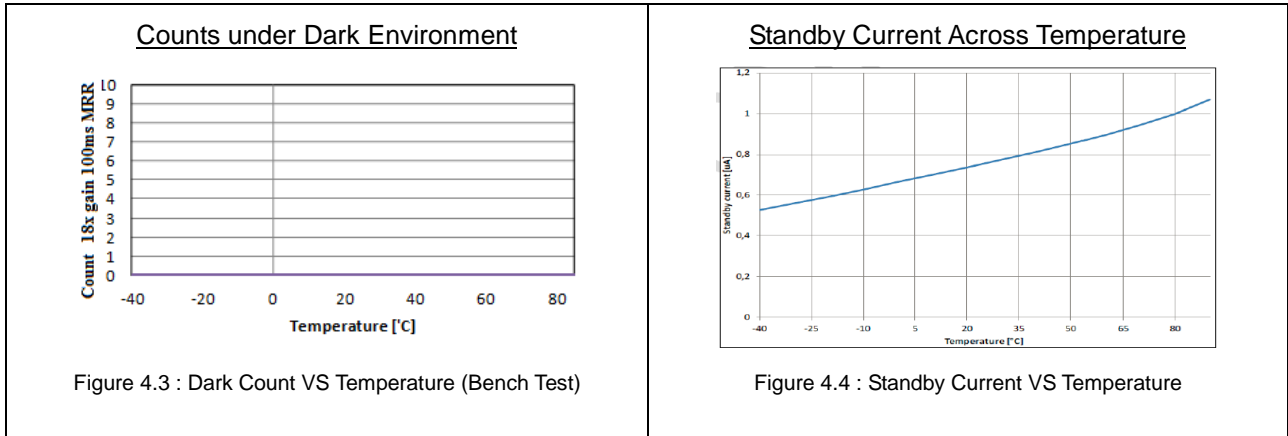 Counts under Dark Environment
Count 18x gain 100ms MRR
10
9
8
7
6
5
4
3
2
1
0
-40 -20 0 20 40 60 80
Temperature ['C]
Figure 4.3 : Dark Count VS Temperature (Bench Test)
Standby Current Across Temperature
Standby current [uA]
1,2
1
0,8
0,6
0,4
0,2
0
-40 -25 -10 5 20 35 50 65 80
Temperature [°C]
Figure 4.4 : Standby Current VS Temperature